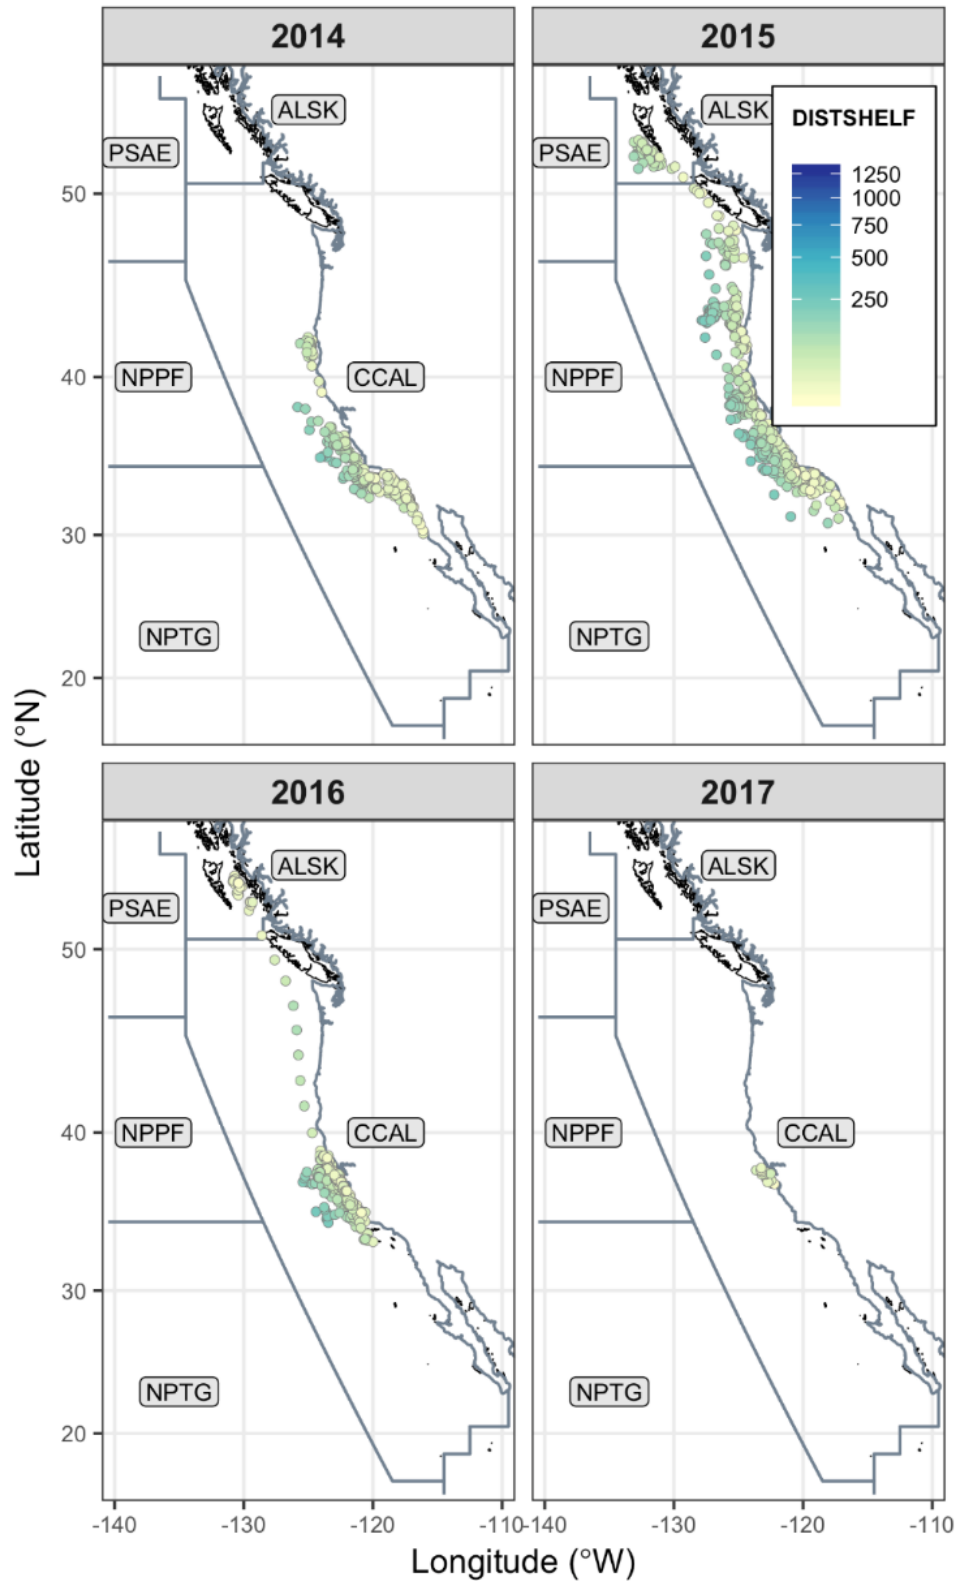 2014
2015
ALSK
PSAE
NPPF
CCAL
NPTG
ALSK
PSAE
NPPF
NPTG
DISTSHELF
1250
1000
750
500
250
50
40
30
20
Latitude (°N)
2016
2017
ALSK
PSAE
NPPF
CCAL
NPTG
ALSK
PSAE
NPPF
CCAL
NPTG
50
40
30
20
-140
-130
-120
-110
-140
-130
-120
-110
Longitude (°W)